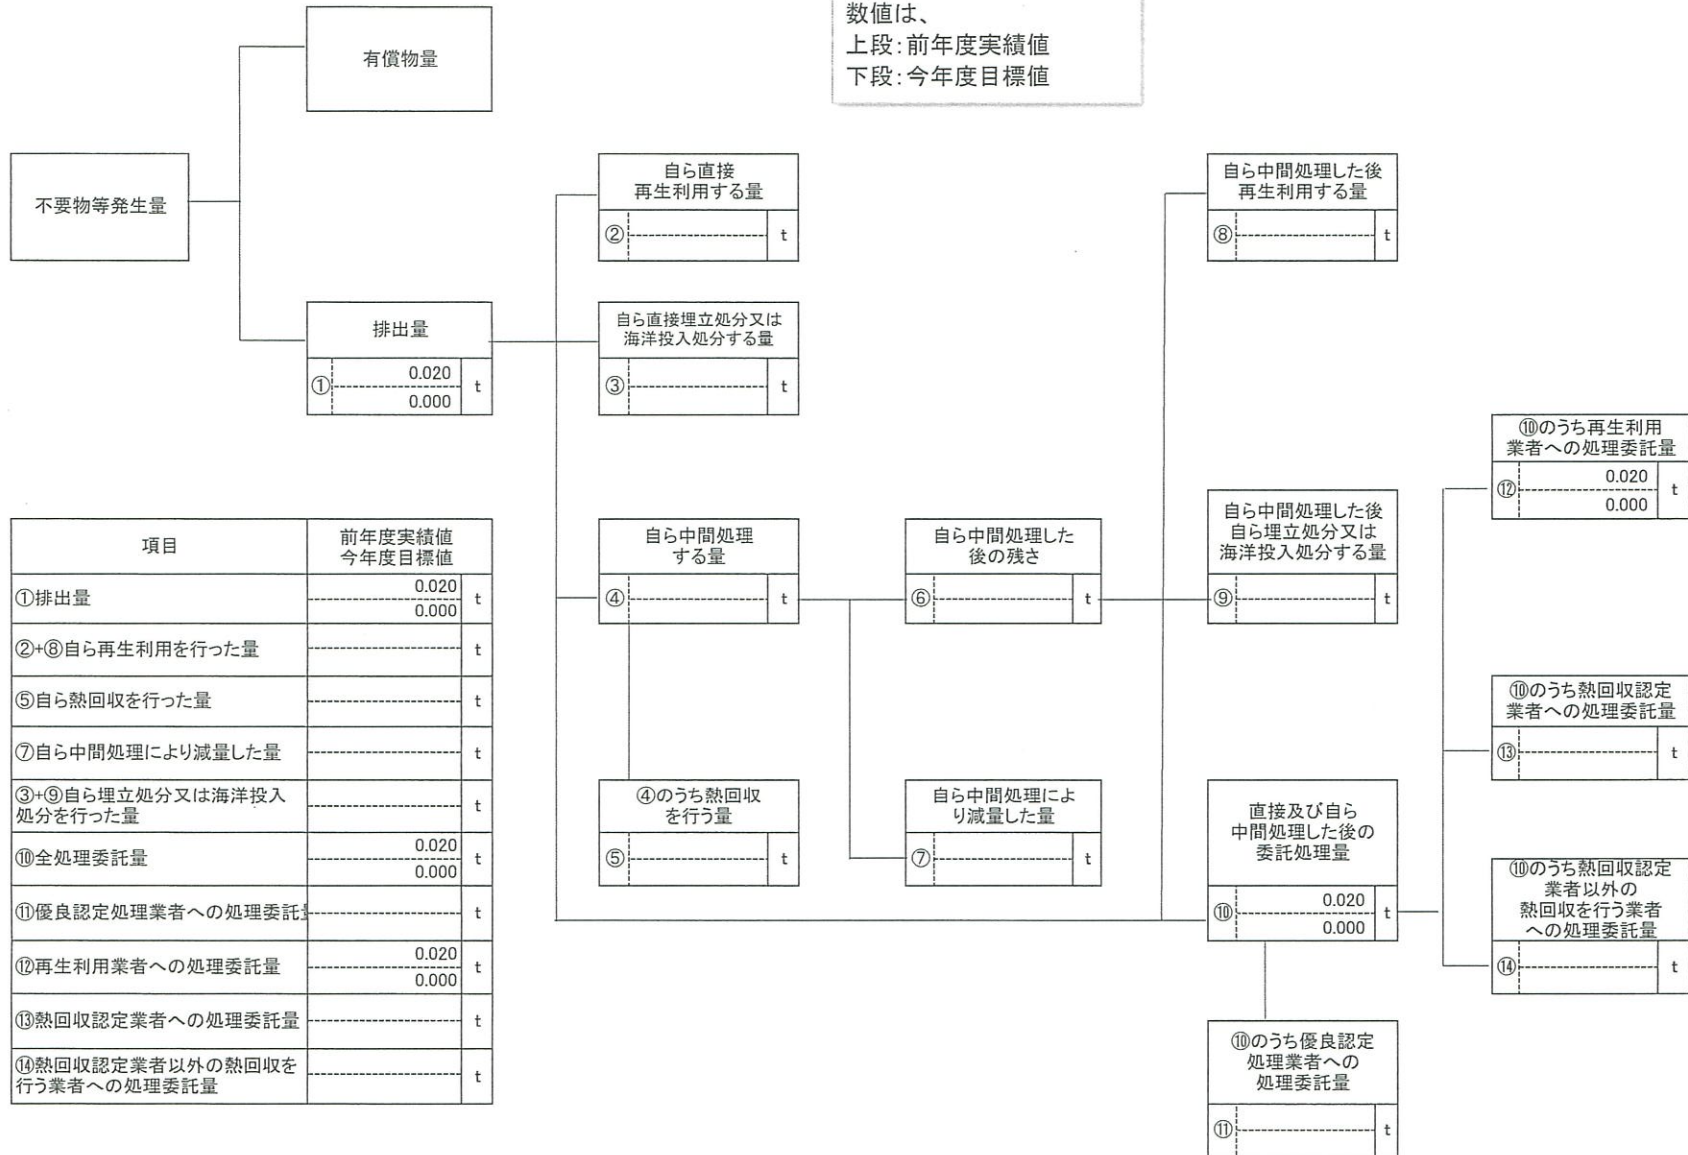 数値は、
上段：前年度実績値
下段：今年度目標値
有償物量
不要物等発生量
排出量
①
0.020
0.000
t
自ら直接
再生利用する量
②
t
自ら直接埋立処分又は
海洋投入処分する量
③
t
自ら中間処理
する量
④
t
④のうち熱回収
を行う量
⑤
t
自ら中間処理した
後の残さ
⑥
t
自ら中間処理によ
り減量した量
⑦
t
自ら中間処理した後
再生利用する量
⑧
t
自ら中間処理した後
自ら埋立処分又は
海洋投入処分する量
⑨
t
直接及び自ら
中間処理した後の
委託処理量
⑩
0.020
0.000
t
⑩のうち優良認定
処理業者への
処理委託量
⑪
t
⑩のうち再生利用
業者への処理委託量
⑫
0.020
0.000
t
⑩のうち熱回収認定
業者への処理委託量
⑬
t
⑩のうち熱回収認定
業者以外の
熱回収を行う業者
への処理委託量
⑭
t
項目
前年度実績値
今年度目標値
①排出量
0.020
0.000
t
②+⑧自ら再生利用を行った量
t
⑤自ら熱回収を行った量
t
⑦自ら中間処理により減量した量
t
③+⑨自ら埋立処分又は海洋投入
処分を行った量
t
⑩全処理委託量
0.020
0.000
t
⑪優良認定処理業者への処理委託
t
⑫再生利用業者への処理委託量
0.020
0.000
t
⑬熱回収認定業者への処理委託量
t
⑭熱回収認定業者以外の熱回収を
行う業者への処理委託量
t